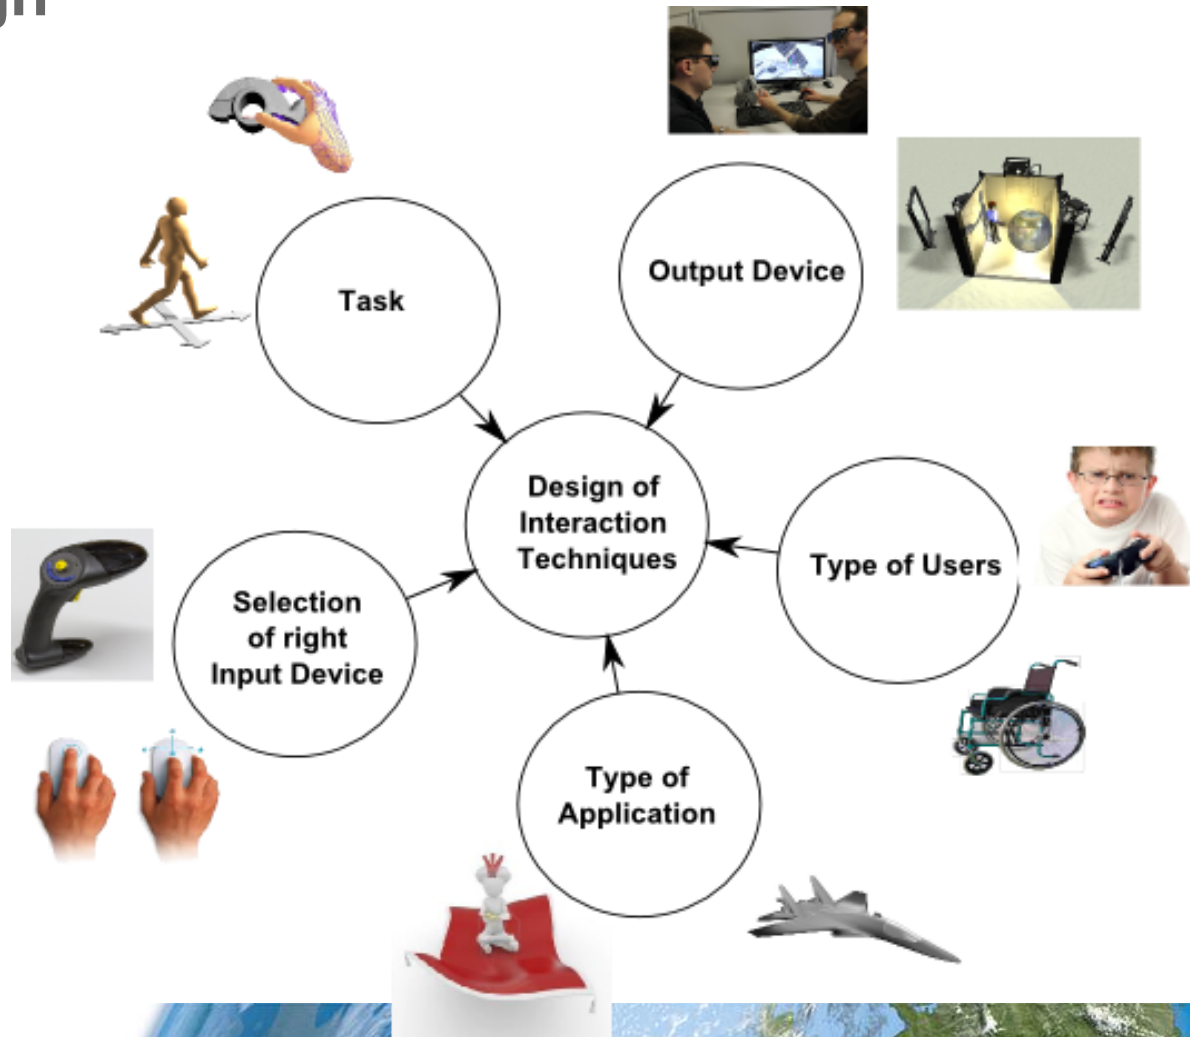 Task
Output Device
Design of
Interaction
Techniques
Type of Users
Selection
of right
Input Device
Type of
Application